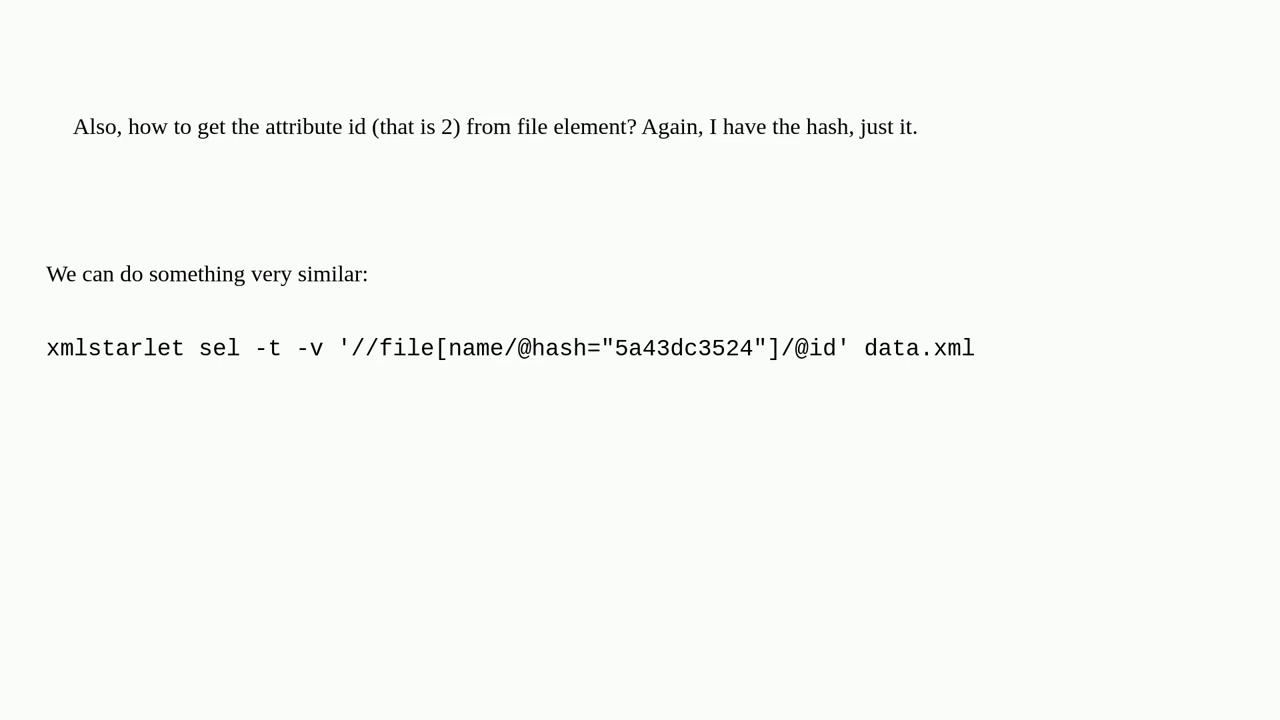 Also, how to get the attribute id (that is 2) from file element? Again, I have the hash, just it.
We can do something very similar:
xmlstarlet sel -t -v '//file[name/@hash="5a43dc3524"]/@id' data.xml